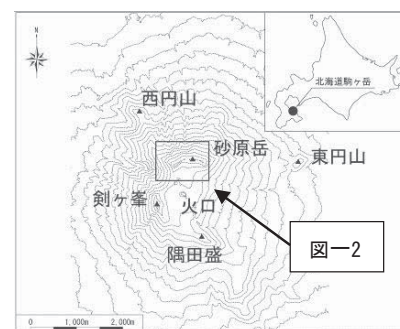 N
北海道駒ヶ岳
西円山
砂原岳
東円山
剣ヶ峯
火口
隅田盛
図ー2
0 1,000m 2,000m